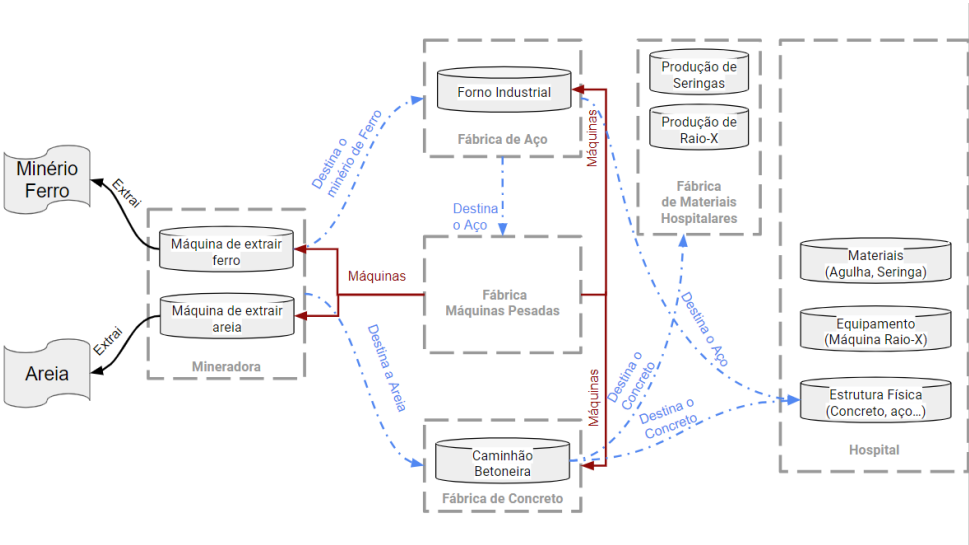 Minério
Ferro
Extrai
Areia
Extrai
Máquina de extrair
ferro
Máquina de extrair
areia
Mineradora
Destina o
minério de Ferro
Máquinas
Destina a Areia
Forno Industrial
Fábrica de Aço
Destina
o Aço
Fábrica
Máquinas Pesadas
Caminhão
Betoneira
Fábrica de Concreto
Máquinas
Máquinas
Destina o
Concreto
Destina o
Concreto
Destina o Aço
Produção de
Seringas
Produção de
Raio-X
Fábrica
de Materiais
Hospitalares
Materiais
(Agulha, Seringa)
Equipamento
(Máquina Raio-X)
Estrutura Física
(Concreto, aço...)
Hospital